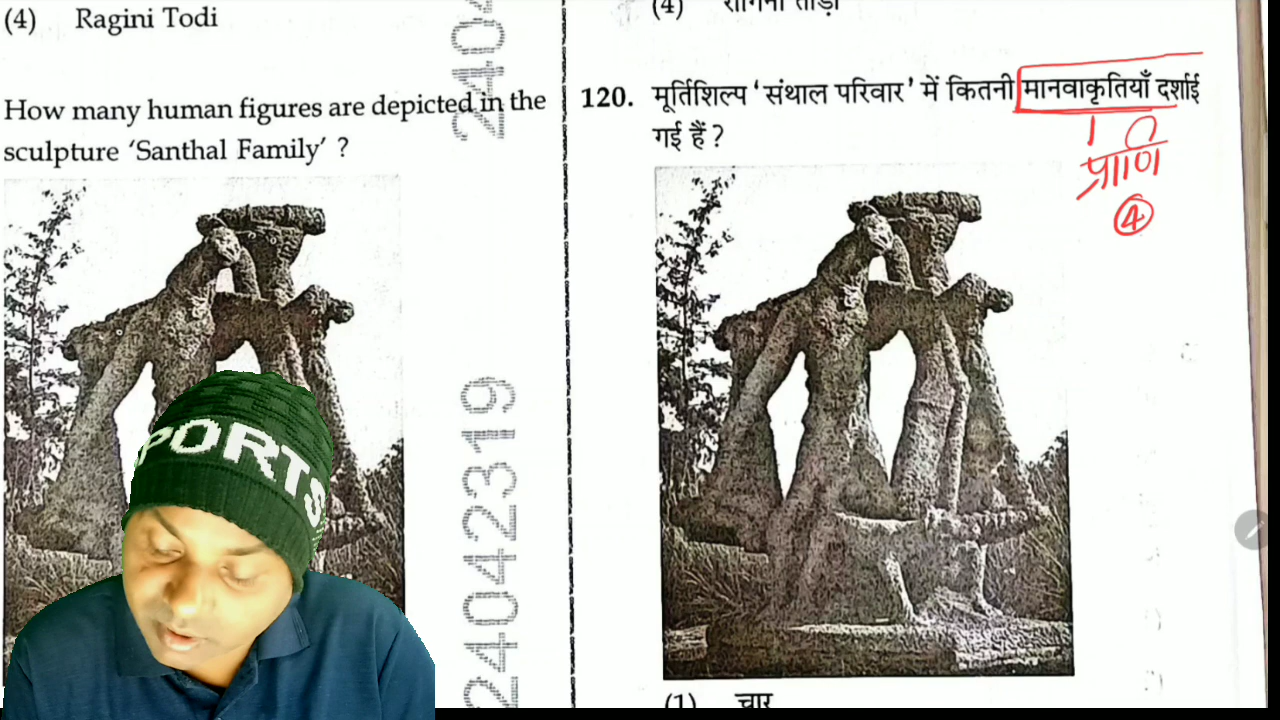 (4) Ragini Todi
How many human figures are depicted in the
sculpture ‘Santhal Family’ ?
PORTS
(4) रागिनी तोड़ी
120. मूर्तिशिल्प ‘संथाल परिवार’ में कितनी मानवाकृतियाँ दर्शाई
गई हैं ?
प्राणि
4
(1) चार